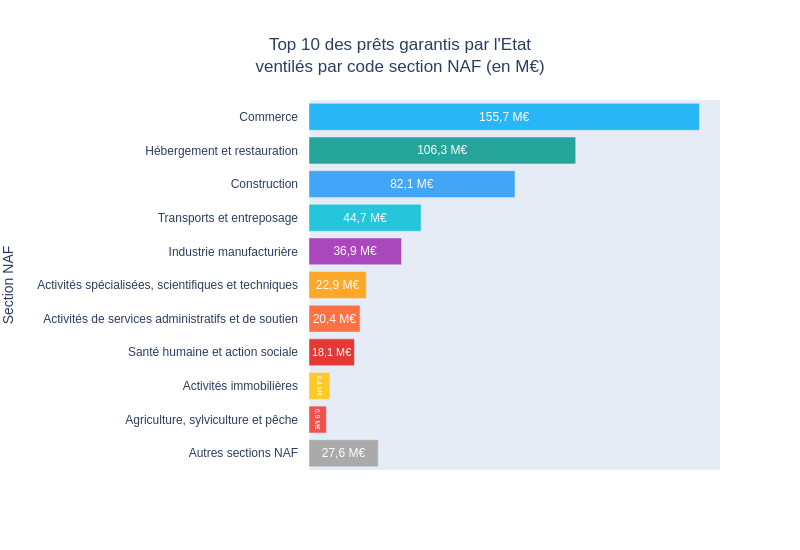 Top 10 des prêts garantis par l'Etat
ventilés par code section NAF (en M€)
Section NAF
Commerce 155,7 M€
Hébergement et restauration 106,3 M€
Construction 82,1 M€
Transports et entreposage 44,7 M€
Industrie manufacturière 36,9 M€
Activités spécialisées, scientifiques et techniques 22,9 M€
Activités de services administratifs et de soutien 20,4 M€
Santé humaine et action sociale 18,1 M€
Activités immobilières M€
Agriculture, sylviculture et pêche 6,9 M€
Autres sections NAF 27,6 M€